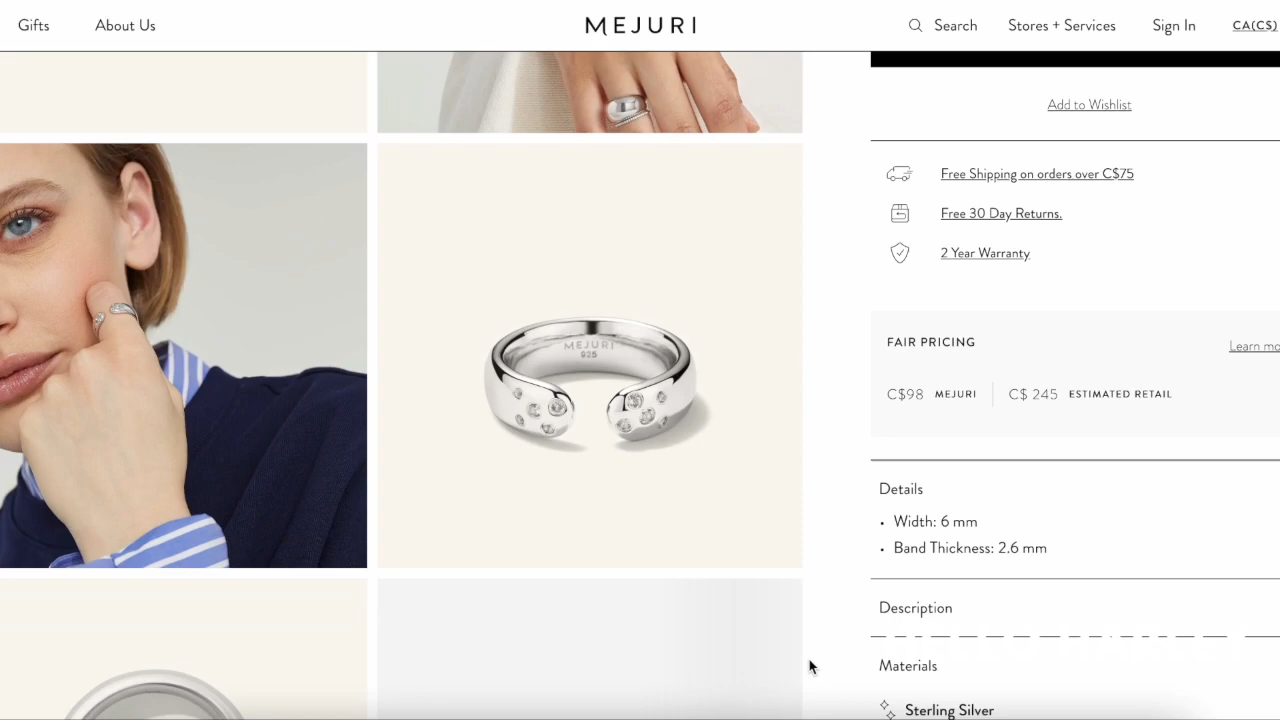 Gifts
About Us
MEJURI
Search
Stores + Services
Sign In
CA(C$)
Add to Wishlist
Free Shipping on orders over C$75
Free 30 Day Returns.
2 Year Warranty
MEJURI
925
FAIR PRICING
Learn mo
C$98 MEJURI C$ 245 ESTIMATED RETAIL
Details
• Width: 6 mm
• Band Thickness: 2.6 mm
Description
Materials
Sterling Silver